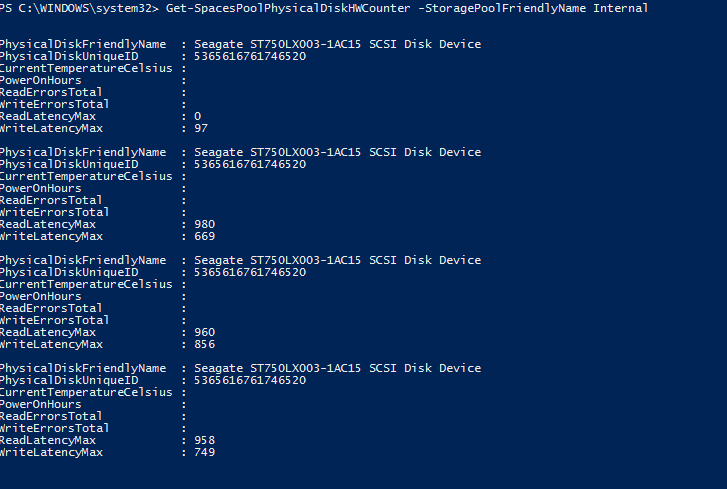 PS C:\WINDOWS\system32> Get-SpacesPoolPhysicalDiskHWCounter -StoragePoolFriendlyName Internal
PhysicalDiskFriendlyName : Seagate ST750LX003-1AC15 SCSI Disk Device
PhysicalDiskUniqueID : 5365616761746520
CurrentTemperatureCelsius :
PowerOnHours :
ReadErrorsTotal :
WriteErrorsTotal :
ReadLatencyMax : 0
WriteLatencyMax : 97
PhysicalDiskFriendlyName : Seagate ST750LX003-1AC15 SCSI Disk Device
PhysicalDiskUniqueID : 5365616761746520
CurrentTemperatureCelsius :
PowerOnHours :
ReadErrorsTotal :
WriteErrorsTotal :
ReadLatencyMax : 980
WriteLatencyMax : 669
PhysicalDiskFriendlyName : Seagate ST750LX003-1AC15 SCSI Disk Device
PhysicalDiskUniqueID : 5365616761746520
CurrentTemperatureCelsius :
PowerOnHours :
ReadErrorsTotal :
WriteErrorsTotal :
ReadLatencyMax : 960
WriteLatencyMax : 856
PhysicalDiskFriendlyName : Seagate ST750LX003-1AC15 SCSI Disk Device
PhysicalDiskUniqueID : 5365616761746520
CurrentTemperatureCelsius :
PowerOnHours :
ReadErrorsTotal :
WriteErrorsTotal :
ReadLatencyMax : 958
WriteLatencyMax : 749